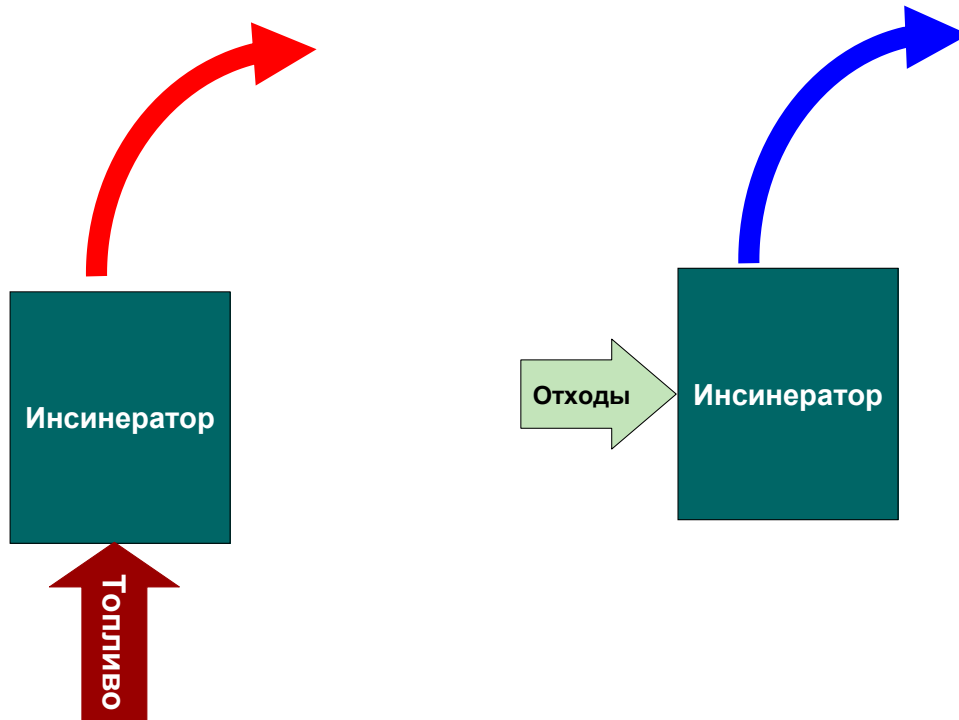 Инсинератор
Топливо
Отходы
Инсинератор